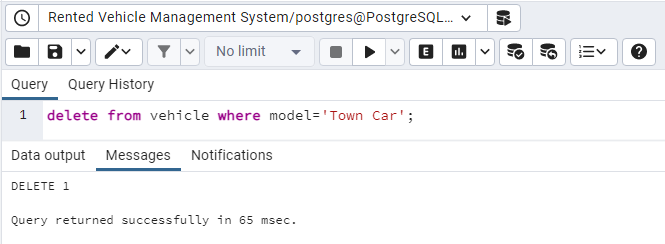 Rented Vehicle Management System/postgres@PostgreSQL...
No limit
E
Query Query History
1 delete from vehicle where model='Town Car';
Data output Messages Notifications
DELETE 1
Query returned successfully in 65 msec.